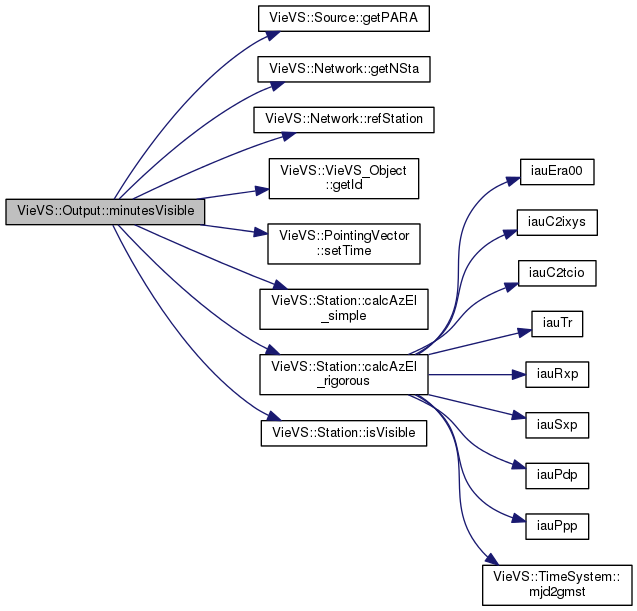 VieVS::Output::minutesVisible
VieVS::Source::getPARA
VieVS::Network::getNSta
VieVS::Network::refStation
VieVS::VieVS_Object
::getId
VieVS::PointingVector
::setTime
VieVS::Station::calcAzEl
_simple
VieVS::Station::calcAzEl
_rigorous
VieVS::Station::isVisible
iauEra00
iauC2ixys
iauC2tcio
iauTr
iauRxp
iauSxp
iauPdp
iauPpp
VieVS::TimeSystem::
mjd2gmst